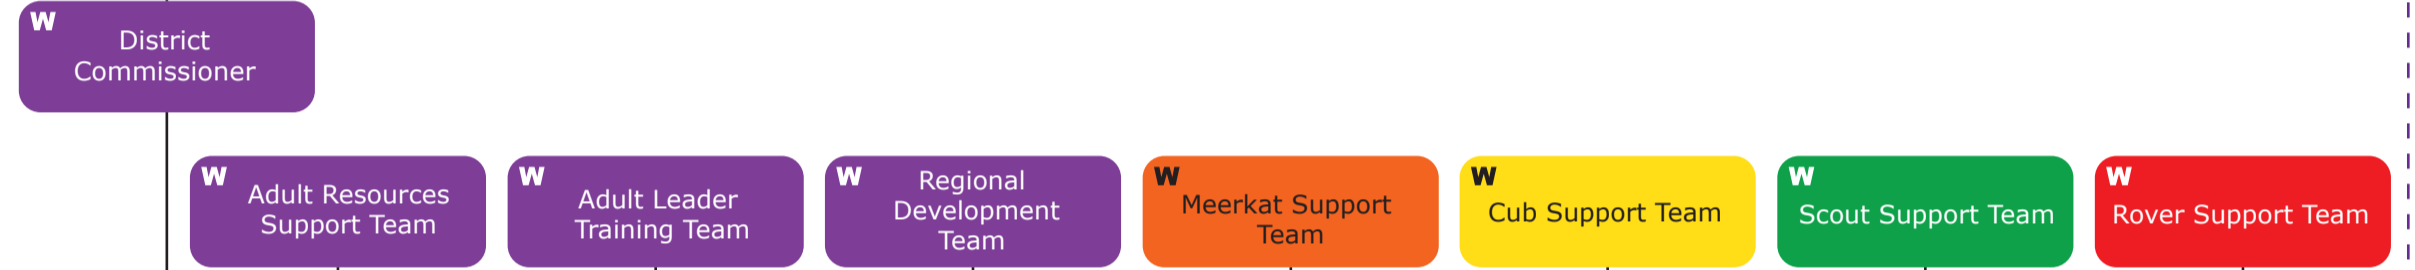 W
District
Commissioner
W
Adult Resources
Support Team
W
Adult Leader
Training Team
W
Regional
Development
Team
W
Meerkat Support
Team
W
Cub Support Team
W
Scout Support Team
W
Rover Support Team